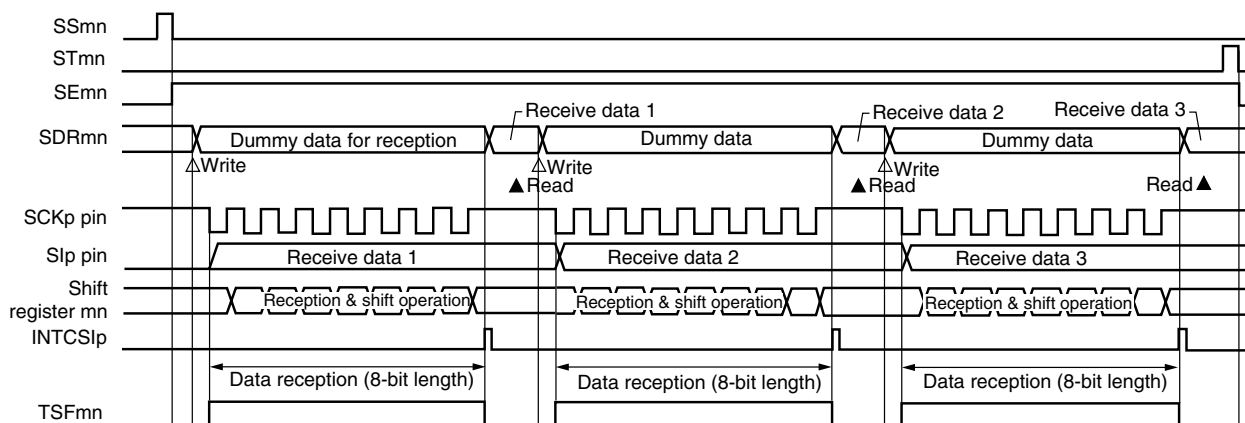 SSmn
STmn
SEmn
Receive data 1
Receive data 2
Receive data 3
SDRmn
Dummy data for reception
Dummy data
Dummy data
△Write
△Write
△Write
▲Read
▲Read
Read▲
SCKp pin
SIp pin
Receive data 1
Receive data 2
Receive data 3
Shift
register mn
Reception & shift operation
Reception & shift operation
Reception & shift operation
INTCSIp
Data reception (8-bit length)
Data reception (8-bit length)
Data reception (8-bit length)
TSFmn